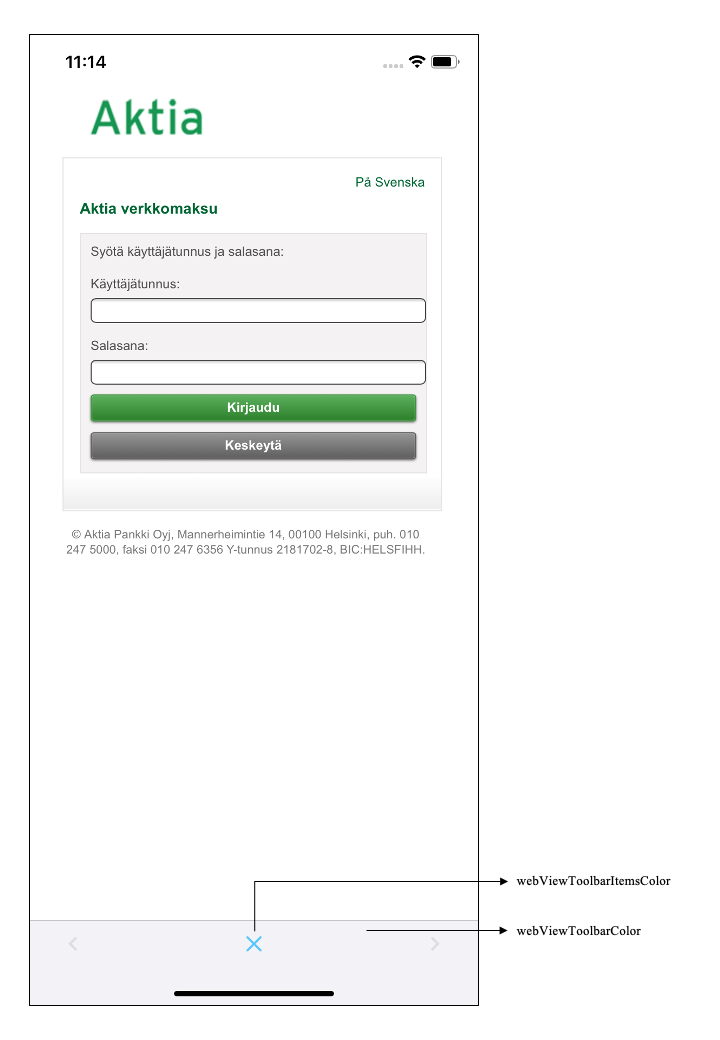 11:14
Aktia
På Svenska
Aktia verkkomaksu
Syötä käyttäjätunnus ja salasana:
Käyttäjätunnus:
Salasana:
Kirjaudu
Keskeytä
© Aktia Pankki Oyj, Mannerheimintie 14, 00100 Helsinki, puh. 010
247 5000, faksi 010 247 6356 Y-tunnus 2181702-8, BIC:HELSFIHH.
webViewToolbarItemsColor
webViewToolbarColor